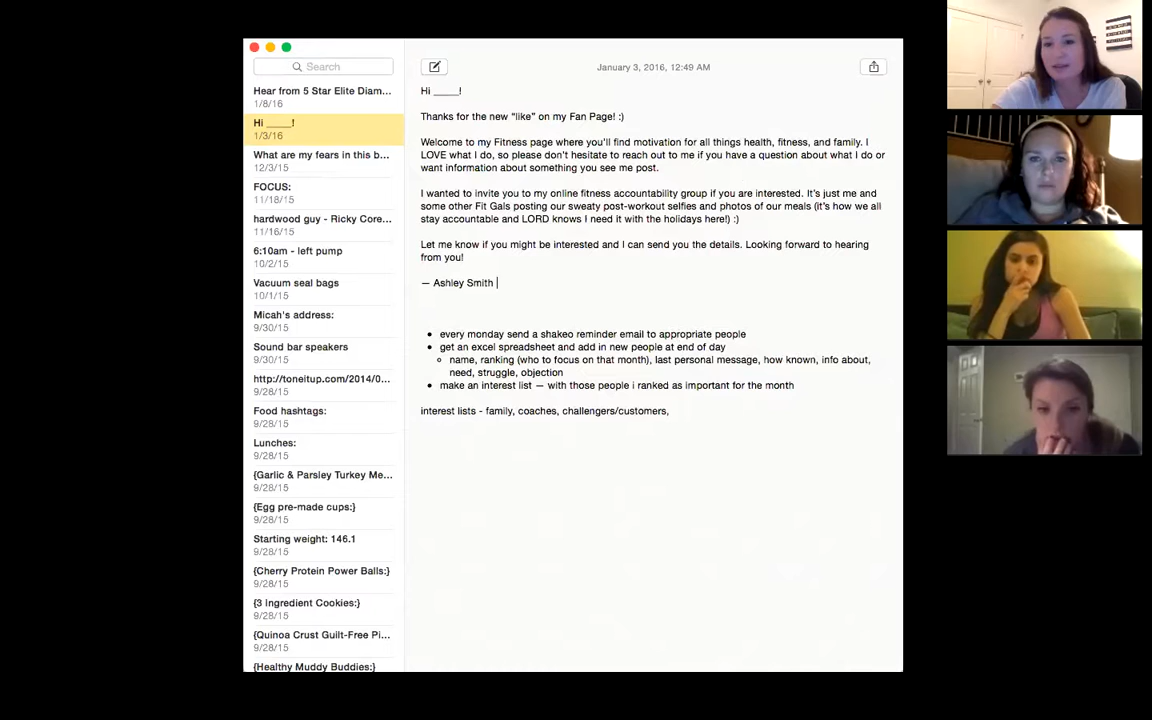 Search
Hear from 5 Star Elite Diam...
1/8/16
Hi _____!
1/3/16
What are my fears in this b...
12/3/15
FOCUS:
11/18/15
hardwood guy - Ricky Core...
11/16/15
6:10am - left pump
10/2/15
Vacuum seal bags
10/1/15
Micah's address:
9/30/15
Sound bar speakers
9/30/15
http://toneitup.com/2014/0...
9/28/15
Food hashtags:
9/28/15
Lunches:
9/28/15
{Garlic & Parsley Turkey Me...
9/28/15
{Egg pre-made cups:}
9/28/15
Starting weight: 146.1
9/28/15
{Cherry Protein Power Balls:}
9/28/15
{3 Ingredient Cookies:}
9/28/15
{Quinoa Crust Guilt-Free Pi...
9/28/15
{Healthy Muddy Buddies:}
January 3, 2016, 12:49 AM
Hi _____!
Thanks for the new "like" on my Fan Page! :)
Welcome to my Fitness page where you'll find motivation for all things health, fitness, and family. I
LOVE what I do, so please don't hesitate to reach out to me if you have a question about what I do or
want information about something you see me post.
I wanted to invite you to my online fitness accountability group if you are interested. It's just me and
some other Fit Gals posting our sweaty post-workout selfies and photos of our meals (it's how we all
stay accountable and LORD knows I need it with the holidays here!) :)
Let me know if you might be interested and I can send you the details. Looking forward to hearing
from you!
— Ashley Smith
• every monday send a shakeo reminder email to appropriate people
• get an excel spreadsheet and add in new people at end of day
◦ name, ranking (who to focus on that month), last personal message, how known, info about,
need, struggle, objection
• make an interest list — with those people i ranked as important for the month
interest lists - family, coaches, challengers/customers,